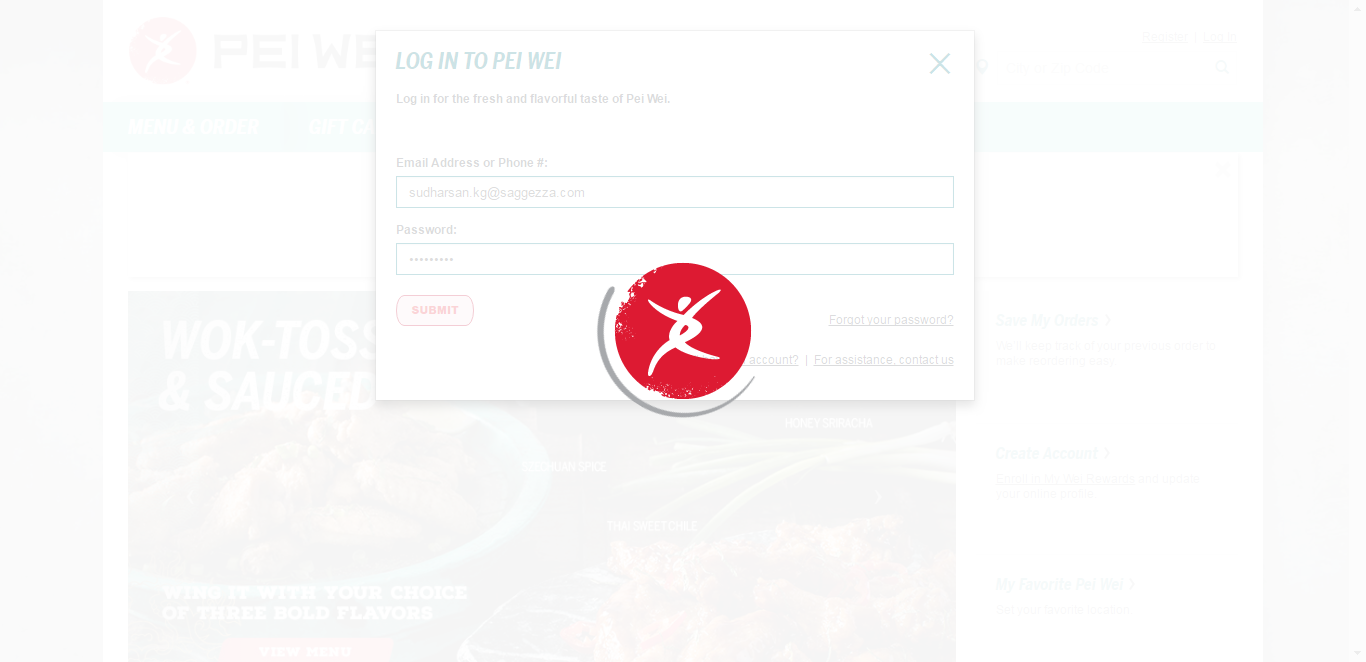 PEI WE
Register | Log In
MENU & ORDER
GIFT CA
LOG IN TO PEI WEI
Log in for the fresh and flavorful taste of Pei Wei.
Email Address or Phone #:
sudharsan.kg@saggezza.com
Password:
•••••••••
SUBMIT
Forgot your password?
account? | For assistance, contact us
WOK-TOSS
& SAUCED
HONEY SRIRACHA
SZECHUAN SPICE
THAI SWEET CHILE
WING IT WITH YOUR CHOICE
OF THREE BOLD FLAVORS
VIEW MENU
Save My Orders >
We'll keep track of your previous order to
make reordering easy.
Create Account >
Enroll in My Wei Rewards and update
your online profile.
My Favorite Pei Wei >
Set your favorite location.